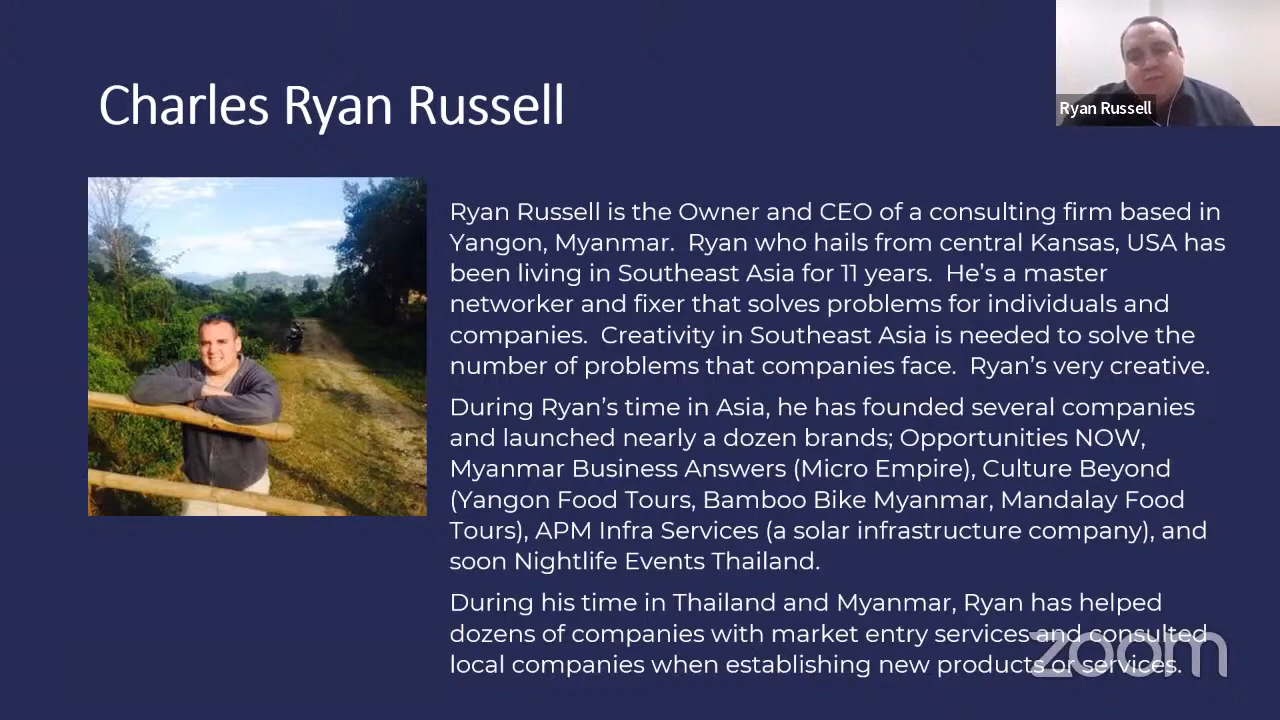 Charles Ryan Russell
Ryan Russell
Ryan Russell is the Owner and CEO of a consulting firm based in
Yangon, Myanmar.  Ryan who hails from central Kansas, USA has
been living in Southeast Asia for 11 years.  He's a master
networker and fixer that solves problems for individuals and
companies.  Creativity in Southeast Asia is needed to solve the
number of problems that companies face.  Ryan's very creative.
During Ryan's time in Asia, he has founded several companies
and launched nearly a dozen brands; Opportunities NOW,
Myanmar Business Answers (Micro Empire), Culture Beyond
(Yangon Food Tours, Bamboo Bike Myanmar, Mandalay Food
Tours), APM Infra Services (a solar infrastructure company), and
soon Nightlife Events Thailand.
During his time in Thailand and Myanmar, Ryan has helped
dozens of companies with market entry services and consulted
local companies when establishing new products or services.
zoom